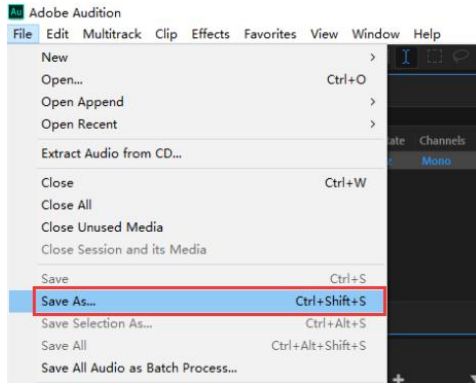 Au Adobe Audition
File Edit Multitrack Clip Effects Favorites View Window Help
New >
Open... Ctrl+O
Open Append >
Open Recent >
Extract Audio from CD...
Channels
Mono
Close Ctrl+W
Close All
Close Unused Media
Close Session and its Media
Save Ctrl+S
Save As... Ctrl+Shift+S
Save Selection As... Ctrl+Alt+S
Save All Ctrl+Alt+Shift+S
Save All Audio as Batch Process...